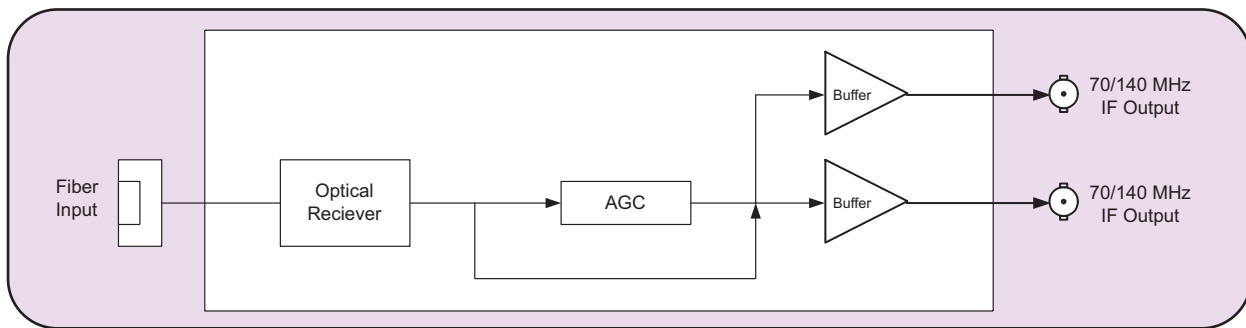 Fiber
Input
Optical
Reciever
AGC
Buffer
70/140 MHz
IF Output
Buffer
70/140 MHz
IF Output